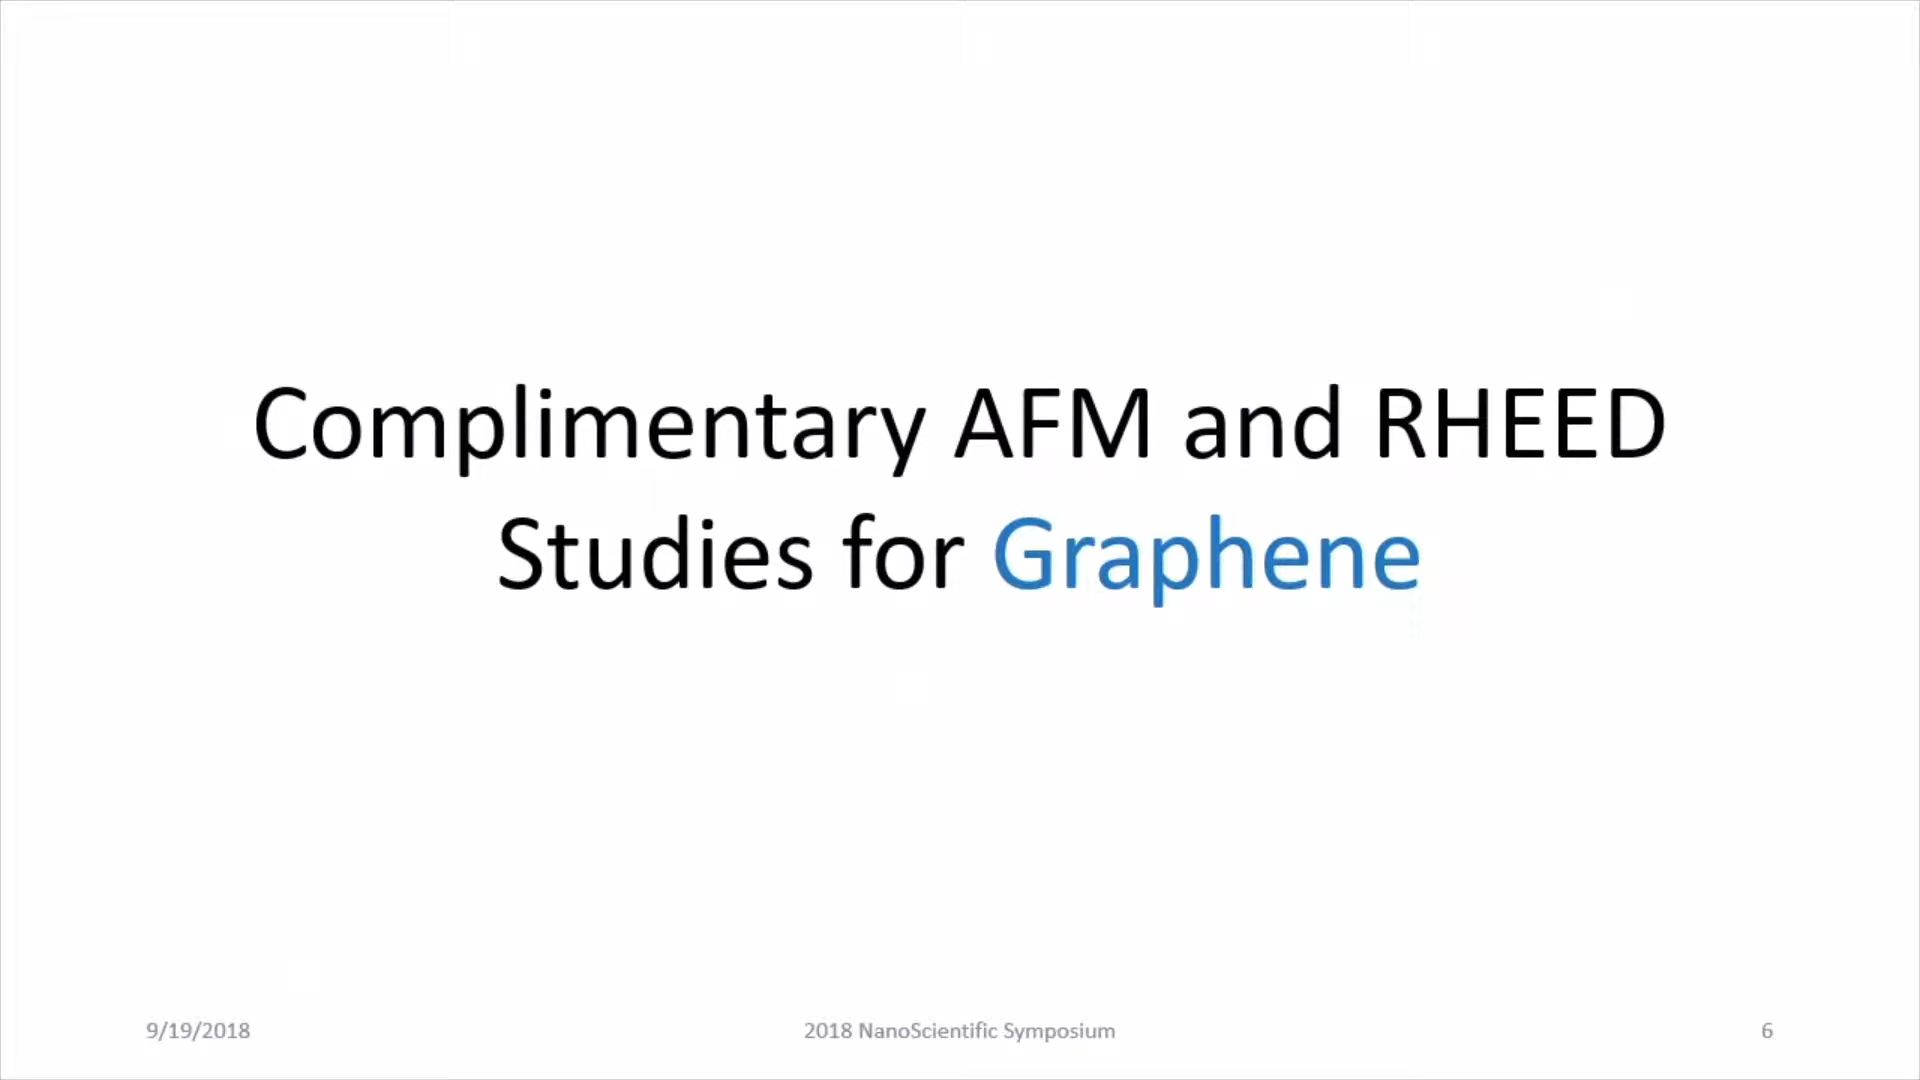 Complimentary AFM and RHEED
Studies for Graphene
9/19/2018
2018 NanoScientific Symposium
6